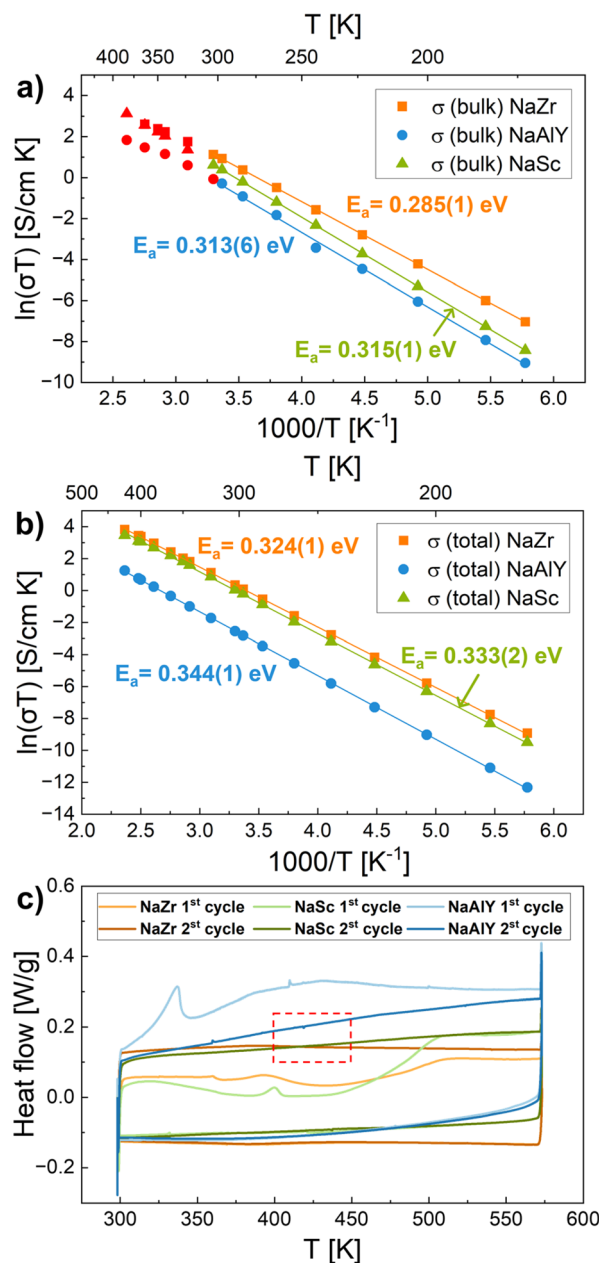 T [K]
400 350 300 250 200
a)
4
2
0
−2
−4
−6
−8
−10
ln(σT) [S/cm K]
σ (bulk) NaZr
σ (bulk) NaAlY
σ (bulk) NaSc
Eₐ= 0.285(1) eV
Eₐ= 0.313(6) eV
Eₐ= 0.315(1) eV
2.5 3.0 3.5 4.0 4.5 5.0 5.5 6.0
1000/T [K⁻¹]
T [K]
500 400 300 200
b)
4
2
0
−2
−4
−6
−8
−10
−12
−14
ln(σT) [S/cm K]
σ (total) NaZr
σ (total) NaAlY
σ (total) NaSc
Eₐ= 0.324(1) eV
Eₐ= 0.333(2) eV
Eₐ= 0.344(1) eV
2.0 2.5 3.0 3.5 4.0 4.5 5.0 5.5 6.0
1000/T [K⁻¹]
c)
0.6
0.4
0.2
0.0
−0.2
Heat flow [W/g]
NaZr 1ˢᵗ cycle NaSc 1ˢᵗ cycle NaAlY 1ˢᵗ cycle
NaZr 2ˢᵗ cycle NaSc 2ˢᵗ cycle NaAlY 2ˢᵗ cycle
300 350 400 450 500 550 600
T [K]